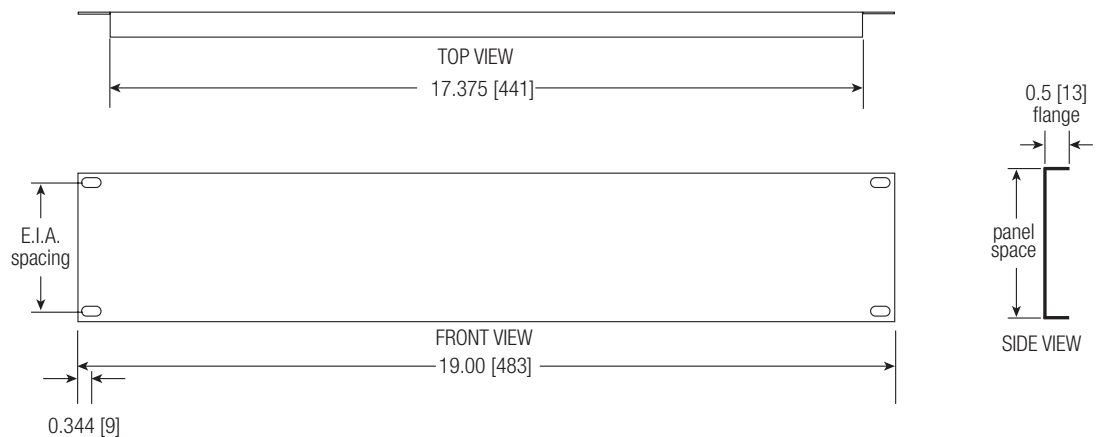 TOP VIEW
17.375 [441]
0.5 [13]
flange
E.I.A.
spacing
panel
space
FRONT VIEW
19.00 [483]
SIDE VIEW
0.344 [9]